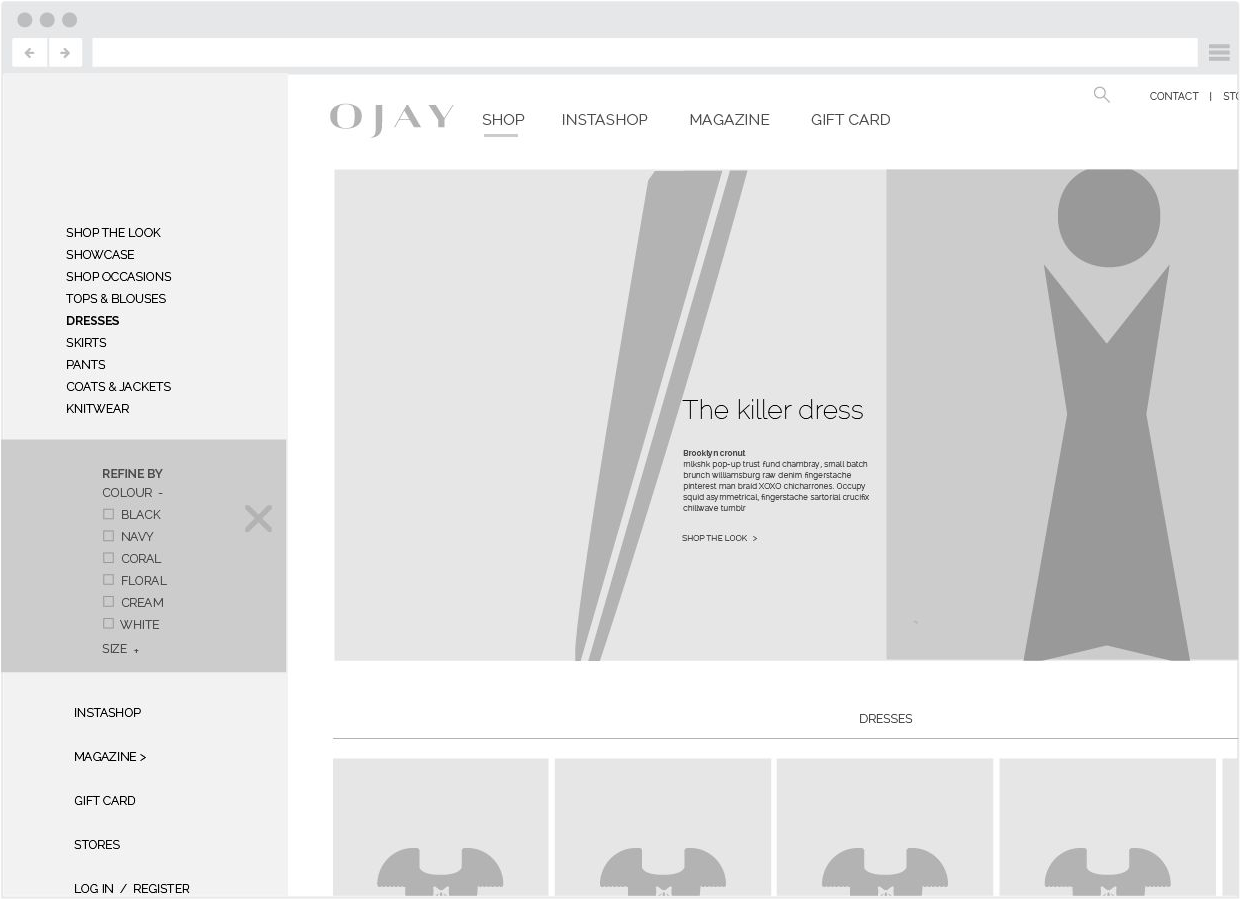 CONTACT | STO
OJAY SHOP INSTASHOP MAGAZINE GIFT CARD
SHOP THE LOOK
SHOWCASE
SHOP OCCASIONS
TOPS & BLOUSES
DRESSES
SKIRTS
PANTS
COATS & JACKETS
KNITWEAR
REFINE BY
COLOUR -
BLACK
NAVY
CORAL
FLORAL
CREAM
WHITE
SIZE +
INSTASHOP
MAGAZINE >
GIFT CARD
STORES
LOG IN / REGISTER
The killer dress
Brooklyn cronut
mlkshk pop-up trust fund chambray, small batch
brunch williamsburg raw denim fingerstache
pinterest man braid XOXO chicharrones. Occupy
squid asymmetrical, fingerstache sartorial crucifix
chillwave tumblr
SHOP THE LOOK >
DRESSES